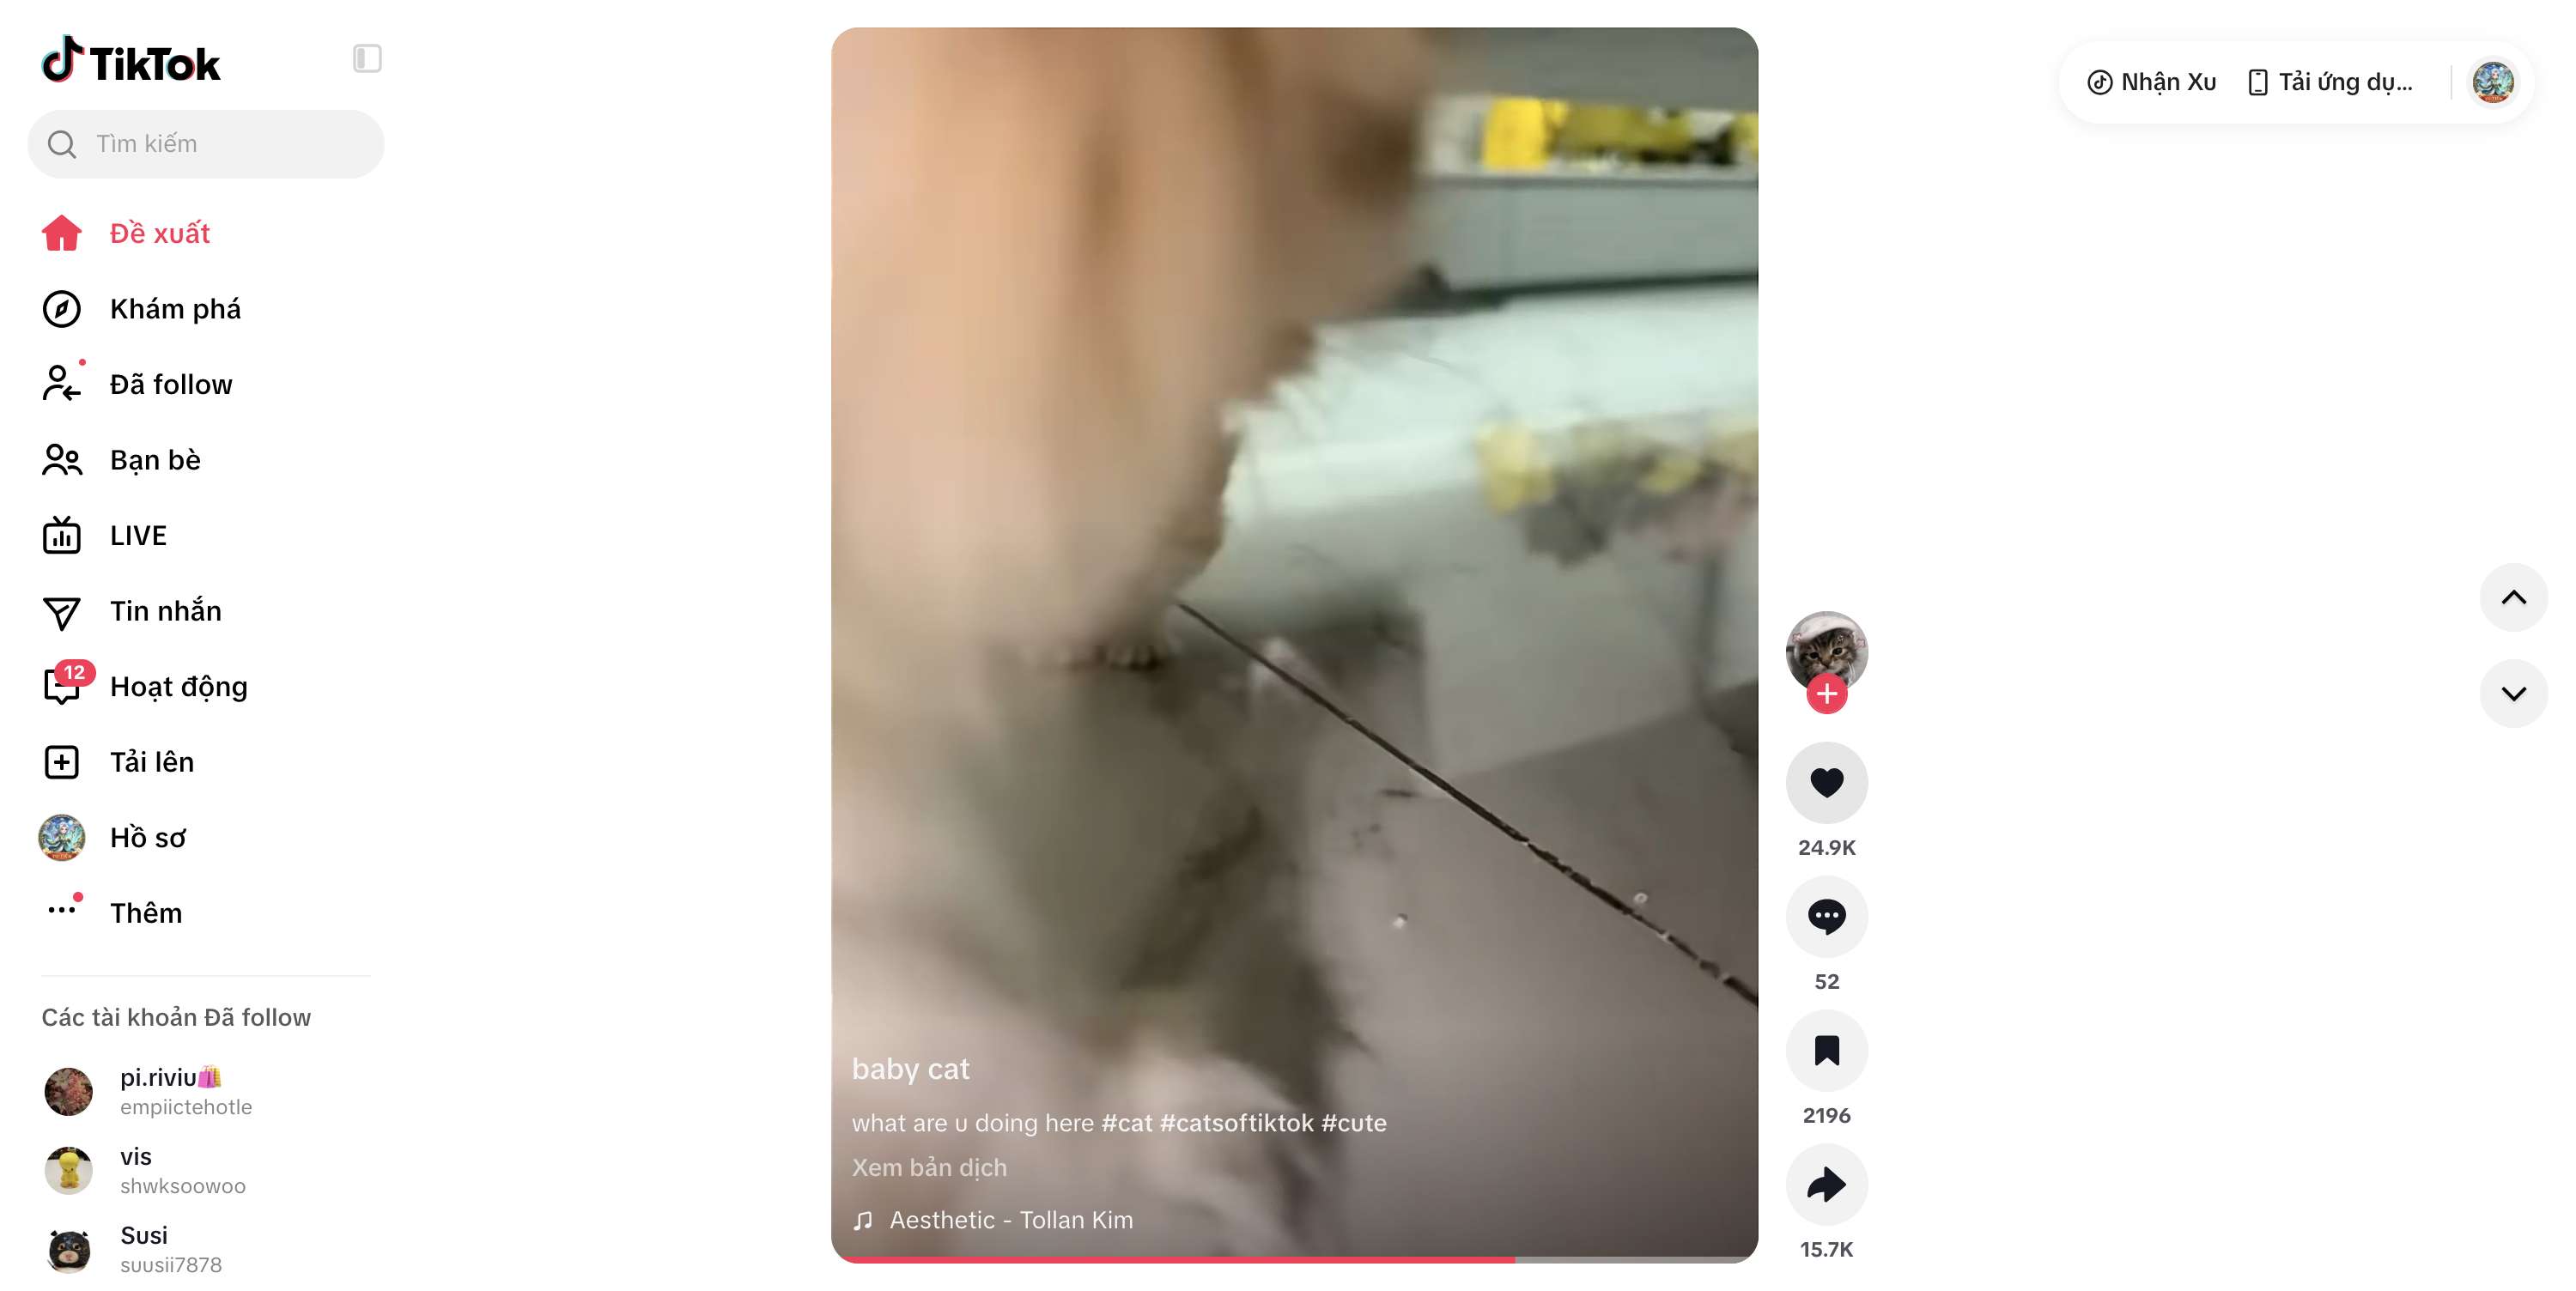 TikTok
Tìm kiếm
Đề xuất
Khám phá
Đã follow
Bạn bè
LIVE
Tin nhắn
12
Hoạt động
Tải lên
Hồ sơ
Thêm
Các tài khoản Đã follow
pi.riviu🛍️
empiictehotle
vis
shwksoowoo
Susi
suusii7878
baby cat
what are u doing here #cat #catsoftiktok #cute
Xem bản dịch
Aesthetic - Tollan Kim
24.9K
52
2196
15.7K
Nhận Xu
Tải ứng dụ...